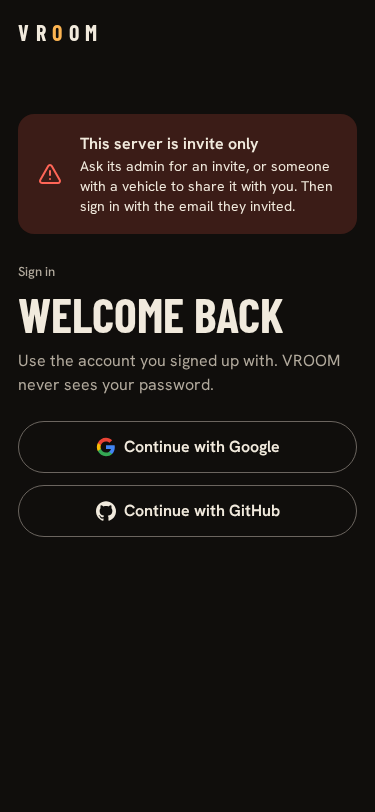 VROOM
This server is invite only
Ask its admin for an invite, or someone
with a vehicle to share it with you. Then
sign in with the email they invited.
Sign in
WELCOME BACK
Use the account you signed up with. VROOM
never sees your password.
Continue with Google
Continue with GitHub